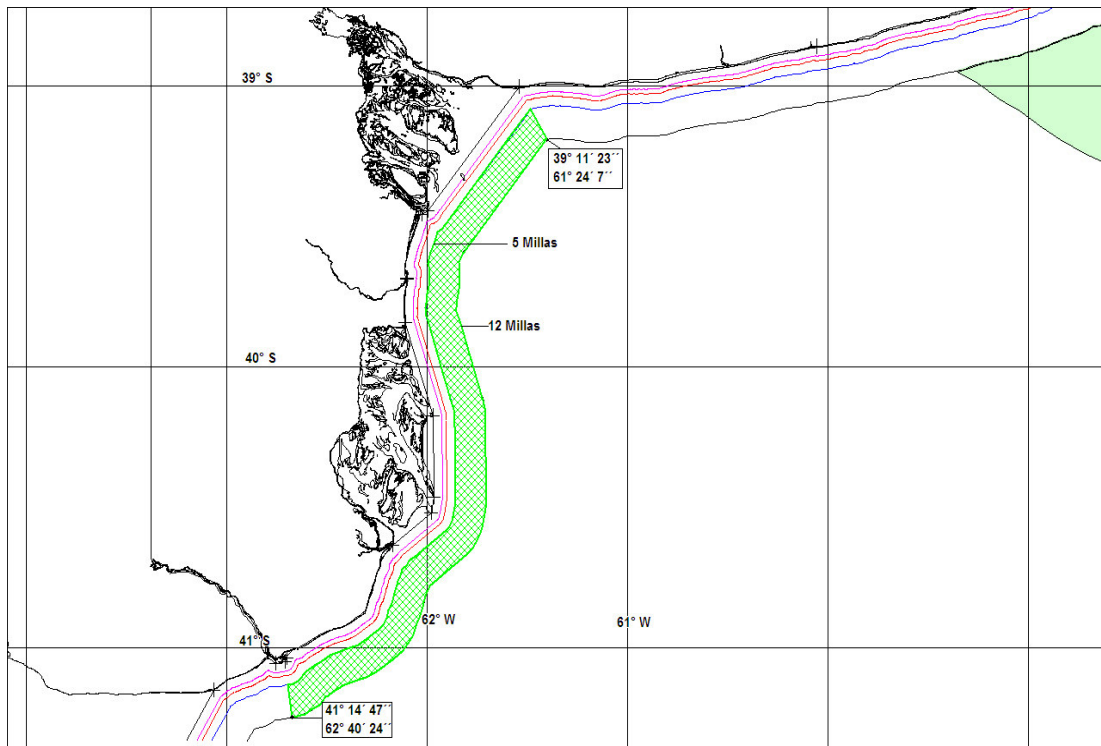 39° S
39° 11´ 23´´
61° 24´ 7´´
5 Millas
12 Millas
40° S
62° W
61° W
41° S
41° 14´ 47´´
62° 40´ 24´´